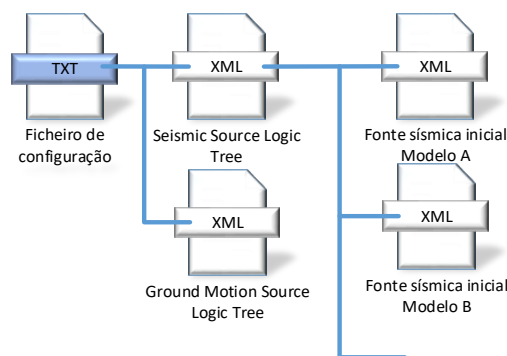 TXT
XML
XML
Ficheiro de
configuração
Seismic Source Logic
Tree
Fonte sísmica inicial
Modelo A
XML
XML
Ground Motion Source
Logic Tree
Fonte sísmica inicial
Modelo B